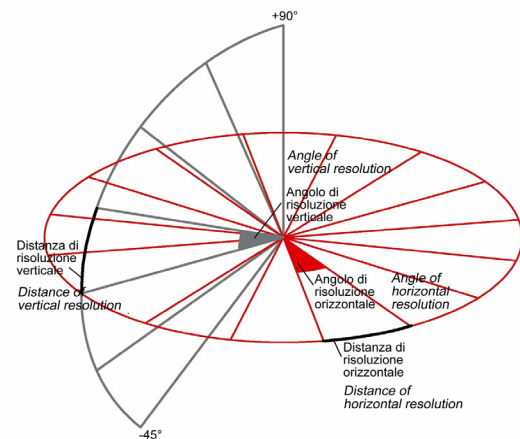 +90°
Angle of
vertical resolution
Angolo di
risoluzione
verticale
Distanza di
risoluzione
verticale
Distance of
vertical resolution
Angolo di
risoluzione
orizzontale
Angle of
horizontal
resolution
Distanza di
risoluzione
orizzontale
Distance of
horizontal resolution
-45°